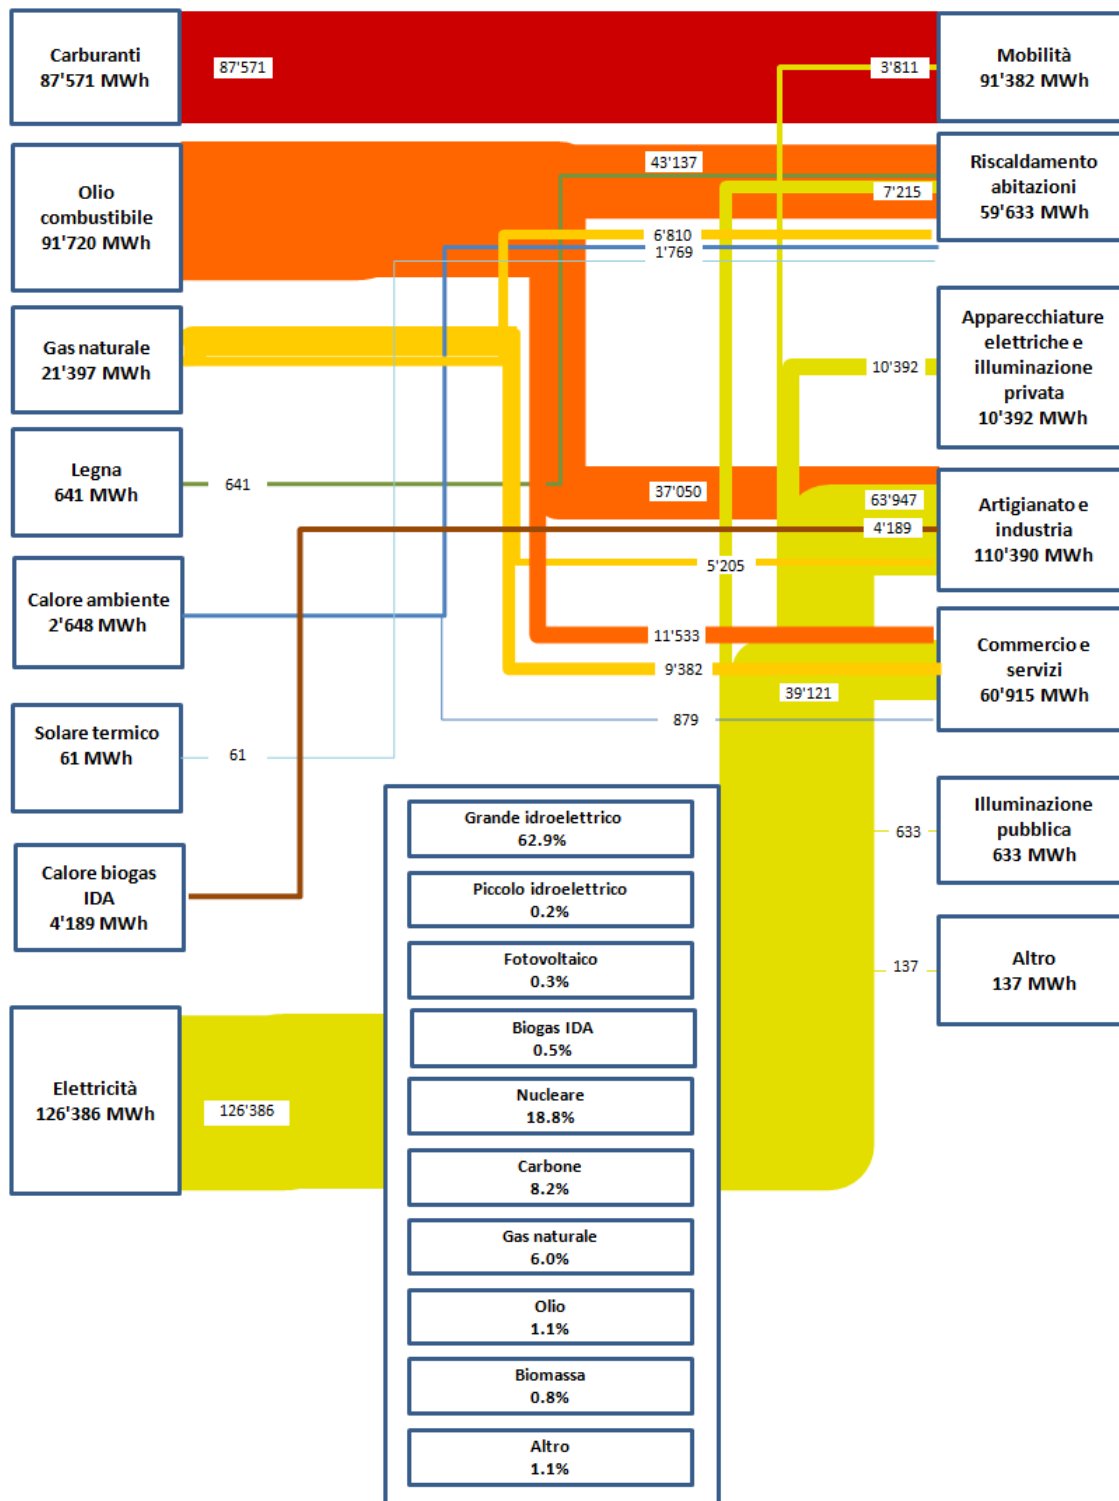 Carburanti
87'571 MWh
87'571
3'811
Mobilità
91'382 MWh
Olio
combustibile
91'720 MWh
43'137
7'215
6'810
1'769
Riscaldamento
abitazioni
59'633 MWh
Gas naturale
21'397 MWh
10'392
Apparecchiature
elettriche e
illuminazione
privata
10'392 MWh
Legna
641 MWh
641
37'050
63'947
4'189
5'205
Artigianato e
industria
110'390 MWh
Calore ambiente
2'648 MWh
11'533
9'382
39'121
879
Commercio e
servizi
60'915 MWh
Solare termico
61 MWh
61
Illuminazione
pubblica
633 MWh
633
Calore biogas
IDA
4'189 MWh
137
Altro
137 MWh
Elettricità
126'386 MWh
126'386
Grande idroelettrico
62.9%
Piccolo idroelettrico
0.2%
Fotovoltaico
0.3%
Biogas IDA
0.5%
Nucleare
18.8%
Carbone
8.2%
Gas naturale
6.0%
Olio
1.1%
Biomassa
0.8%
Altro
1.1%